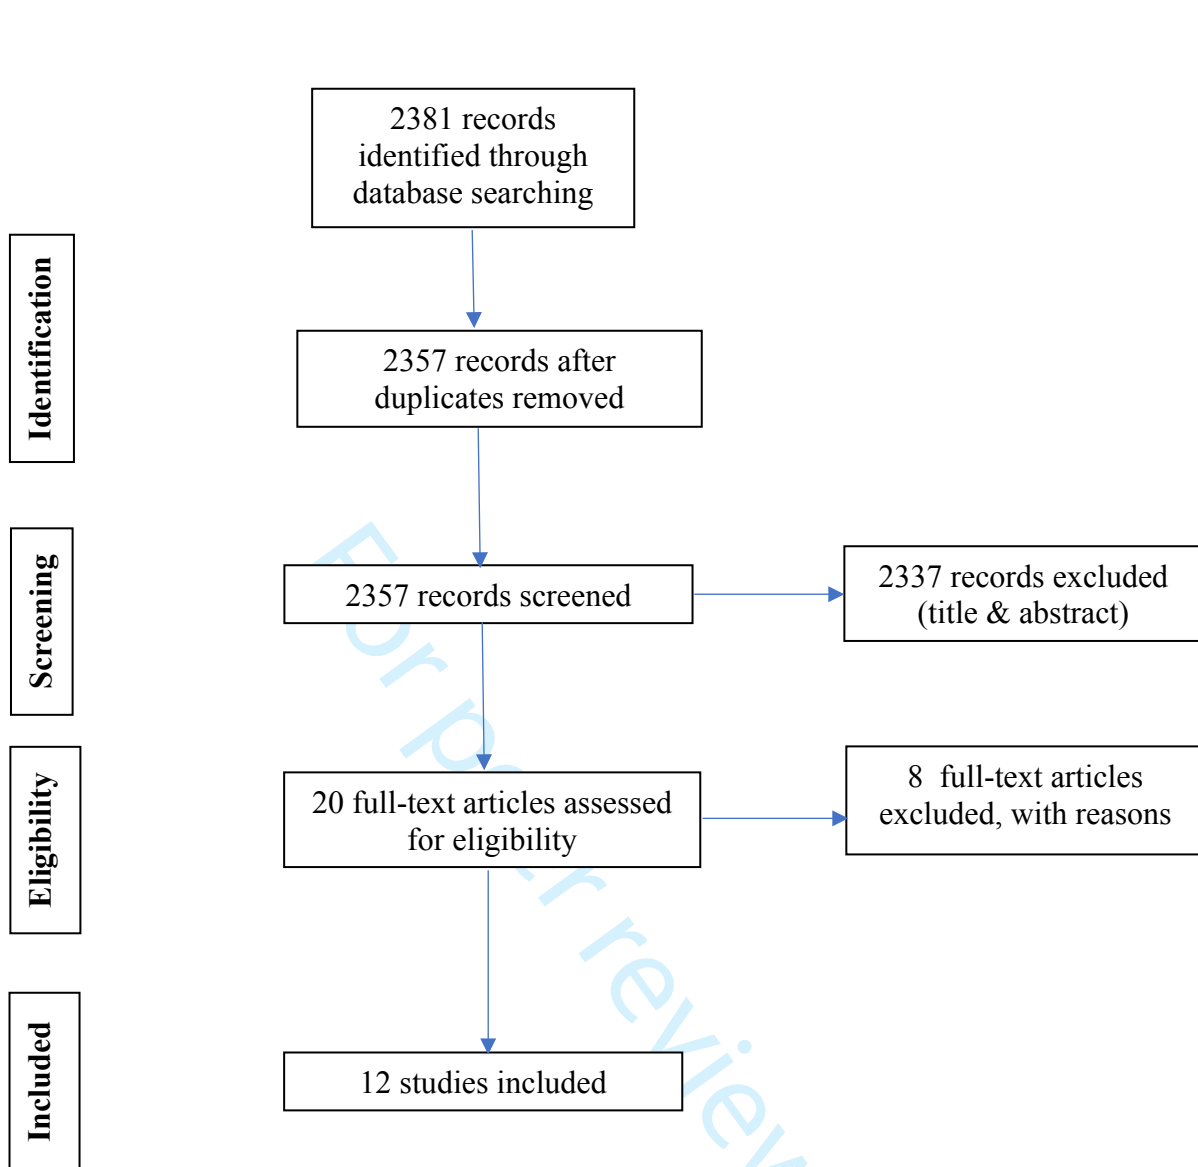 2381 records
identified through
database searching
Identification
2357 records after
duplicates removed
Screening
2357 records screened
2337 records excluded
(title & abstract)
Eligibility
20 full-text articles assessed
for eligibility
8 full-text articles
excluded, with reasons
Included
12 studies included
For peer review